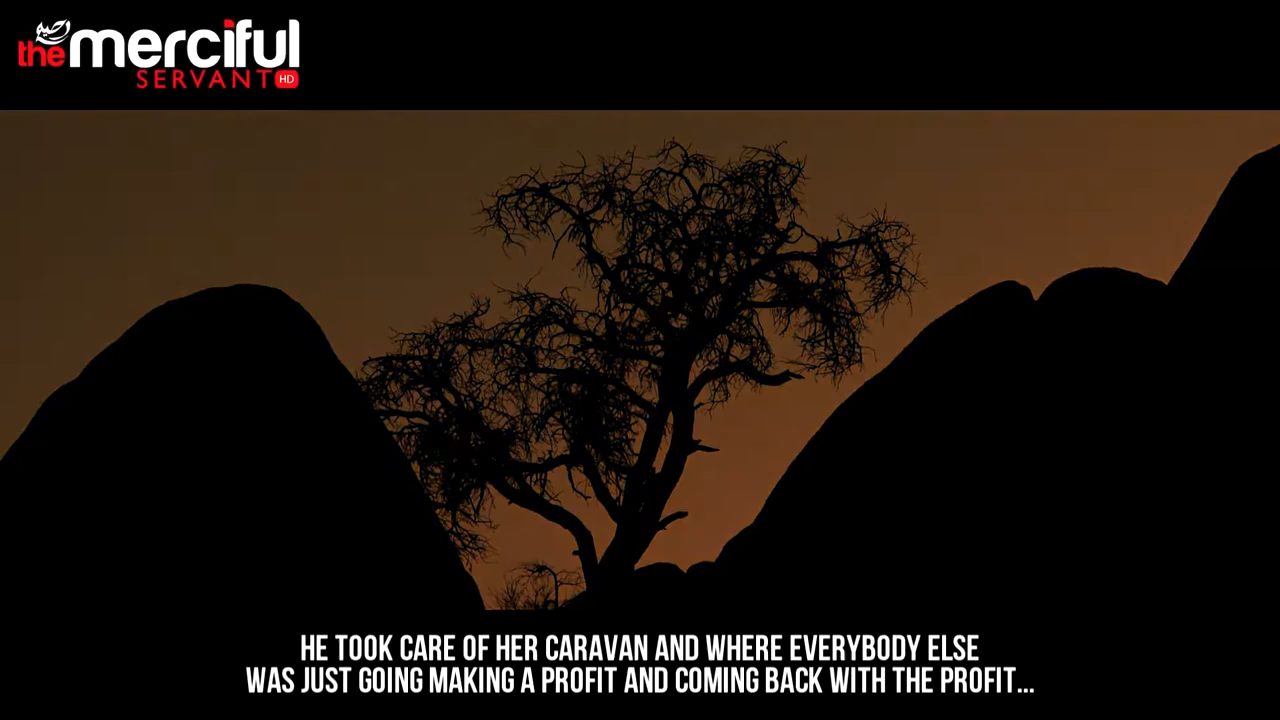 the merciful
SERVANT HD
HE TOOK CARE OF HER CARAVAN AND WHERE EVERYBODY ELSE
WAS JUST GOING MAKING A PROFIT AND COMING BACK WITH THE PROFIT...